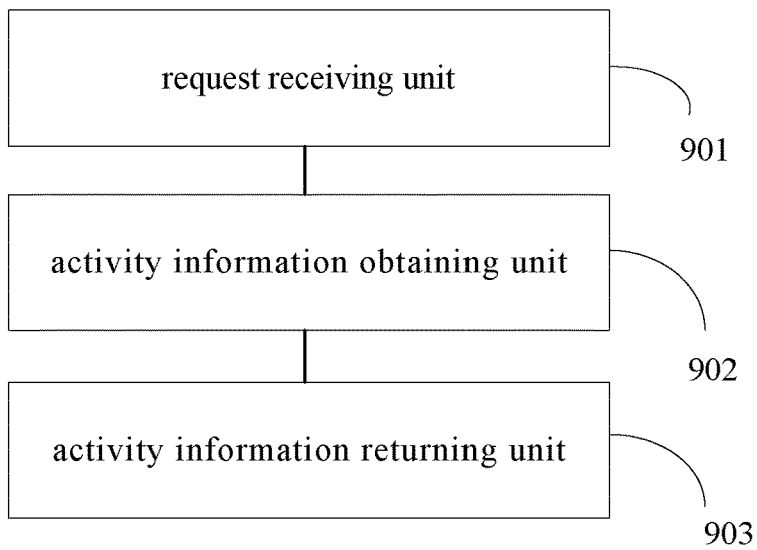 request receiving unit
901
activity information obtaining unit
902
activity information returning unit
903